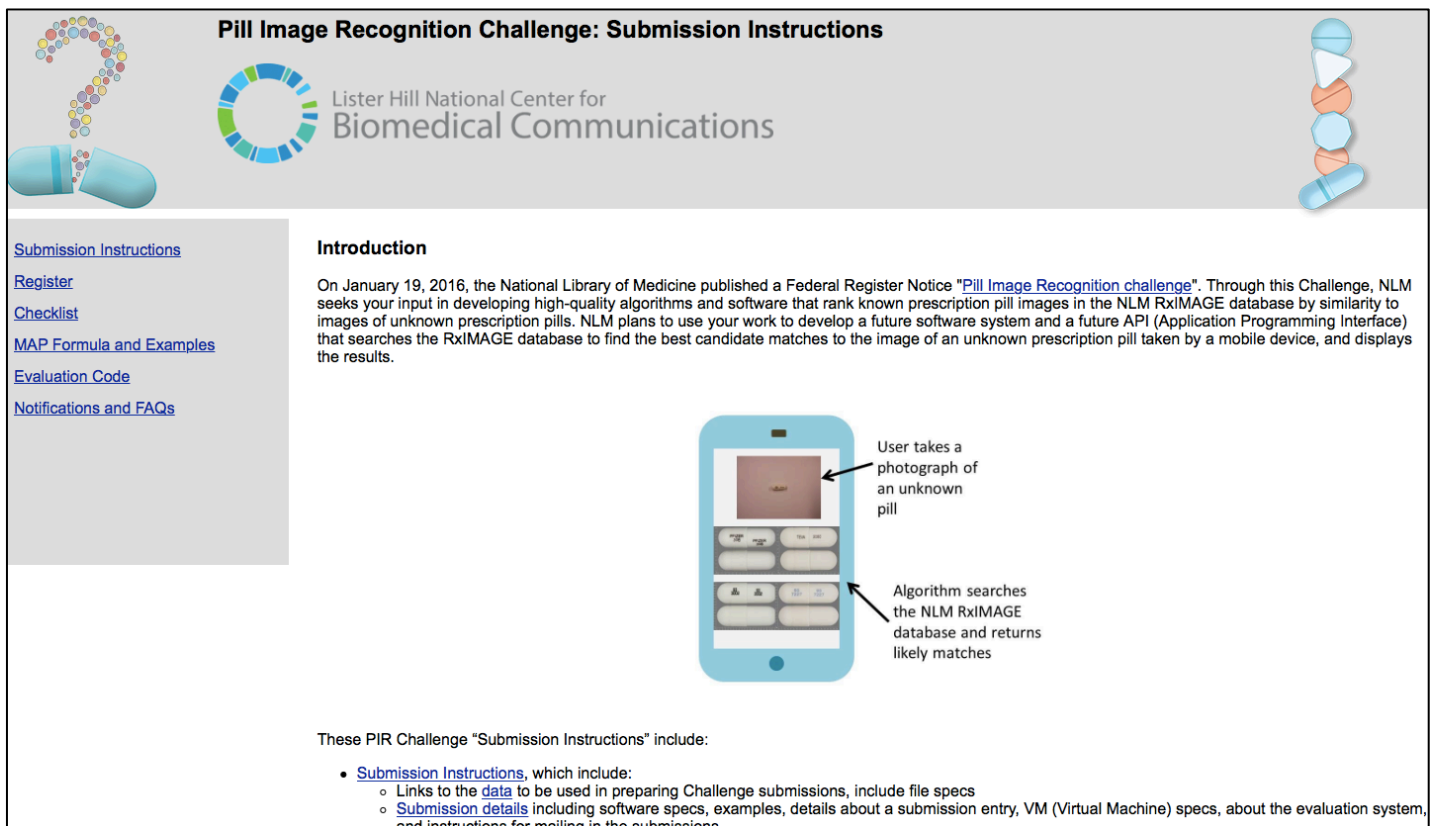 Pill Image Recognition Challenge: Submission Instructions
Lister Hill National Center for
Biomedical Communications
Submission Instructions
Register
Checklist
MAP Formula and Examples
Evaluation Code
Notifications and FAQs
Introduction
On January 19, 2016, the National Library of Medicine published a Federal Register Notice "Pill Image Recognition challenge". Through this Challenge, NLM
seeks your input in developing high-quality algorithms and software that rank known prescription pill images in the NLM RxIMAGE database by similarity to
images of unknown prescription pills. NLM plans to use your work to develop a future software system and a future API (Application Programming Interface)
that searches the RxIMAGE database to find the best candidate matches to the image of an unknown prescription pill taken by a mobile device, and displays
the results.
User takes a
photograph of
an unknown
pill
Algorithm searches
the NLM RxIMAGE
database and returns
likely matches
These PIR Challenge “Submission Instructions” include:
• Submission Instructions, which include:
◦ Links to the data to be used in preparing Challenge submissions, include file specs
◦ Submission details including software specs, examples, details about a submission entry, VM (Virtual Machine) specs, about the evaluation system,
and instructions for mailing in the submissions